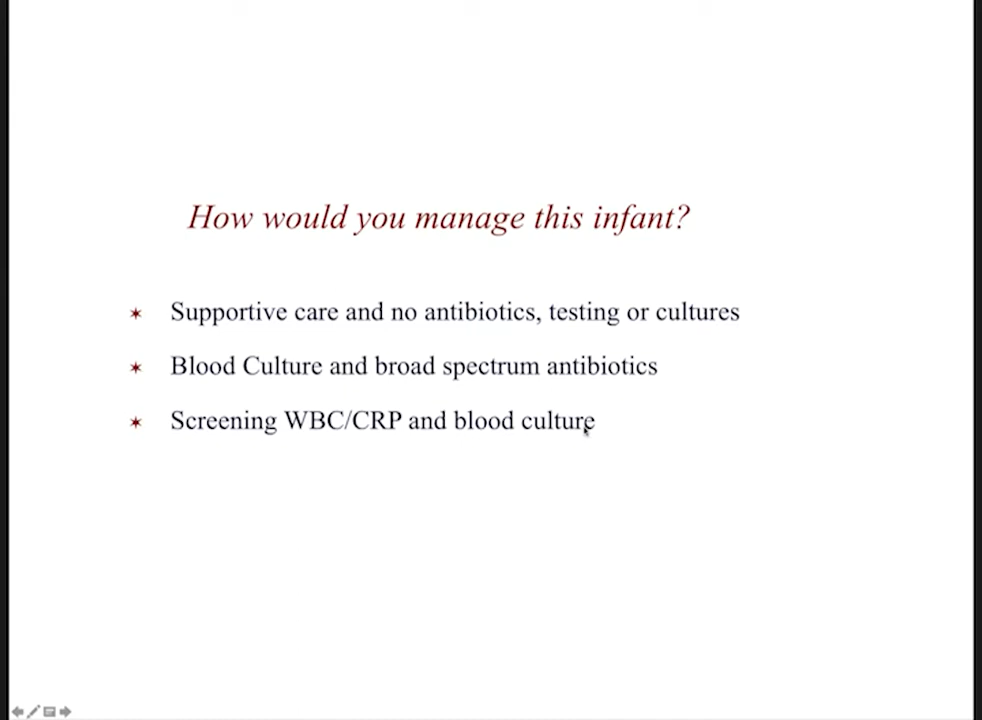 How would you manage this infant?
Supportive care and no antibiotics, testing or cultures
Blood Culture and broad spectrum antibiotics
Screening WBC/CRP and blood culture